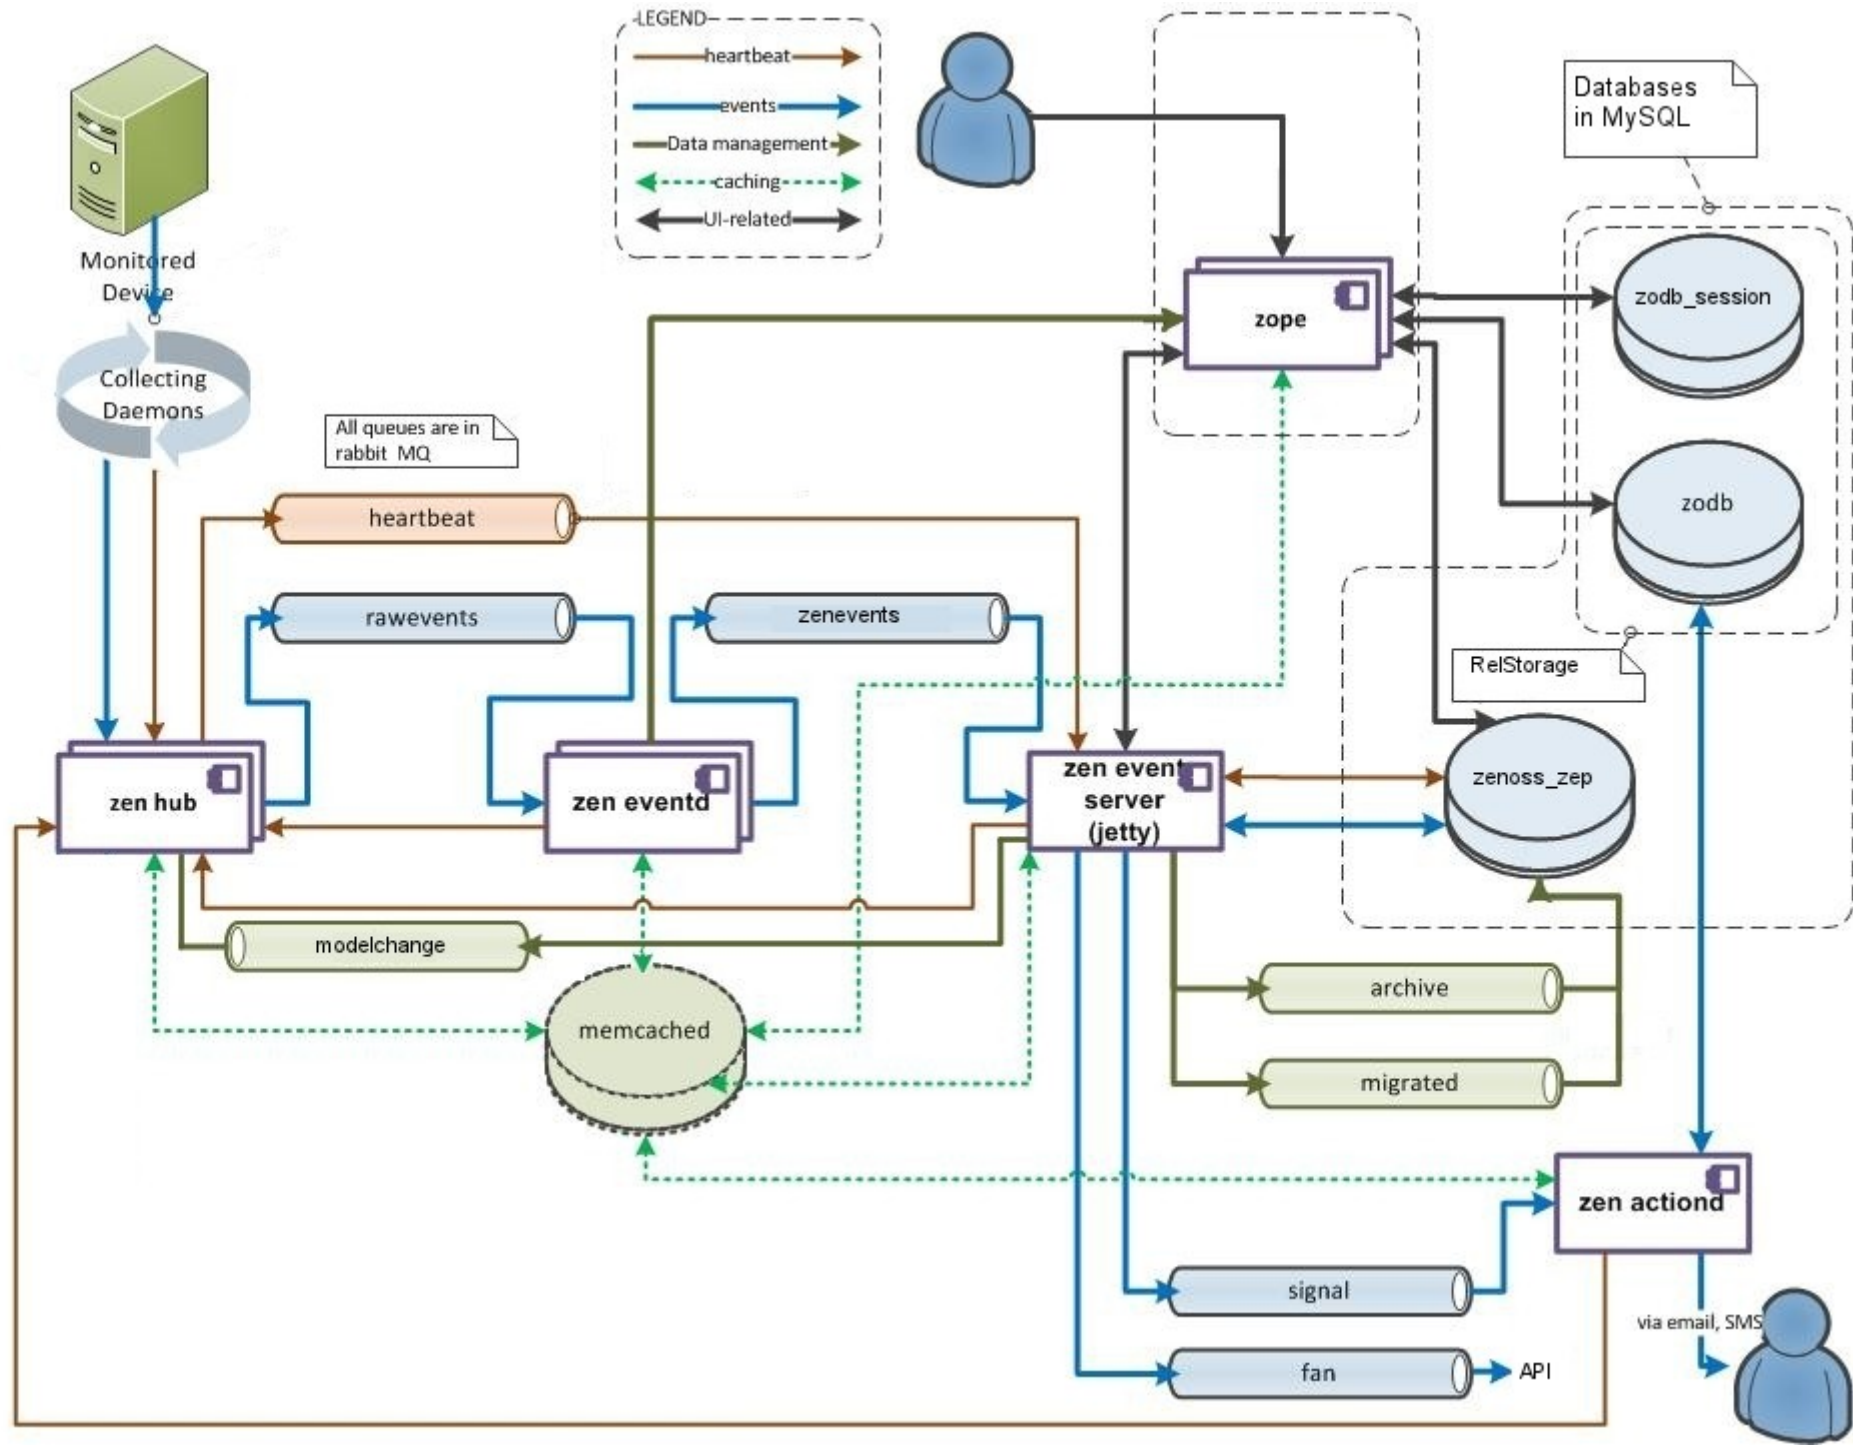 LEGEND
heartbeat
events
Data management
caching
UI-related
Databases
in MySQL
Monitored
Device
zodb_session
zope
Collecting
Daemons
All queues are in
rabbit MQ
zodb
heartbeat
rawevents
zenevents
RelStorage
zen hub
zen eventd
zen event
server
(jetty)
zenoss_zep
modelchange
archive
memcached
migrated
zen actiond
signal
via email, SMS
fan
API